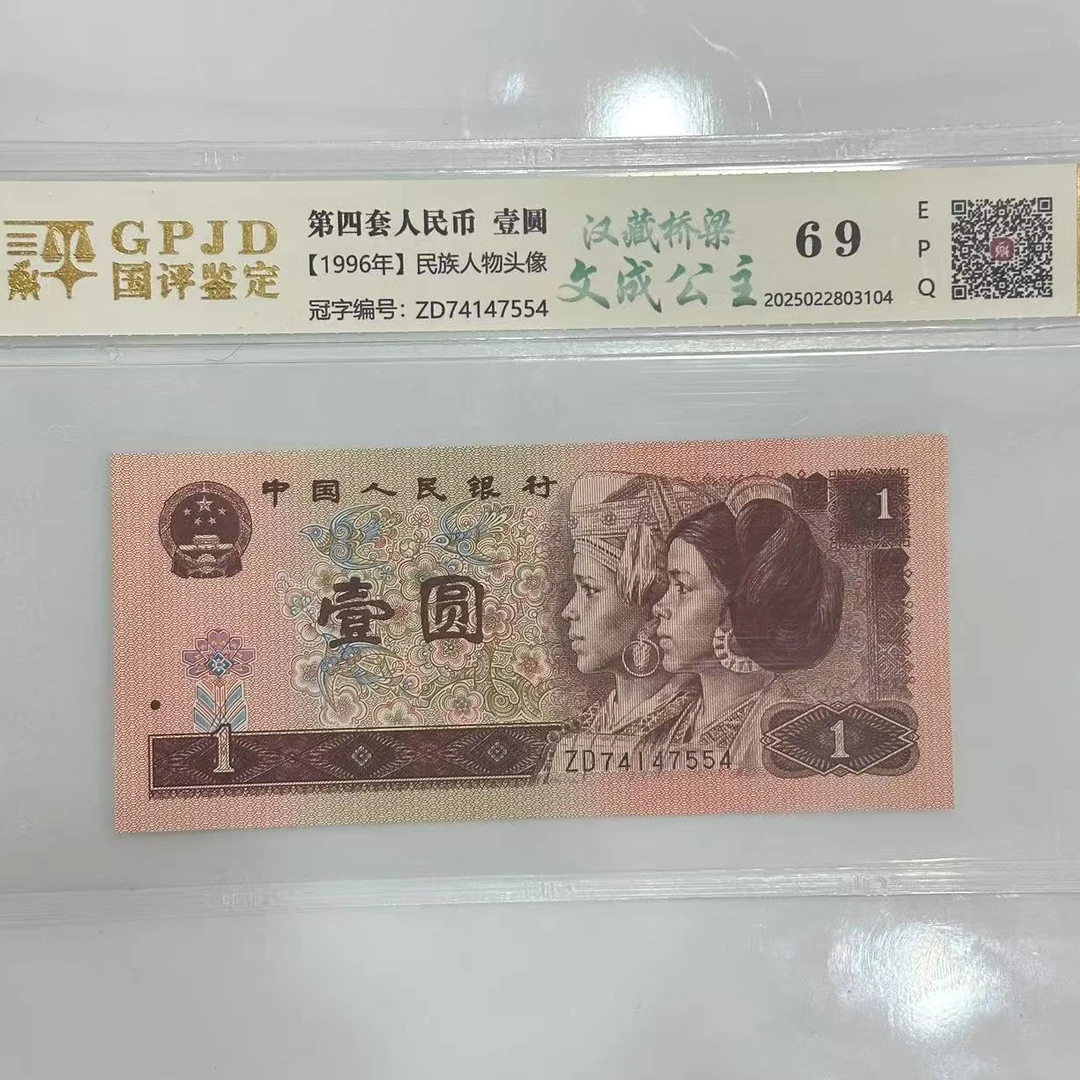 GPJD
国评鉴定
第四套人民币 壹圆
【1996年】民族人物头像
冠字编号：ZD74147554
汉藏桥梁
文成公主
69
2025022803104
EPQ
中国人民银行
壹圆
1
1
1
ZD74147554